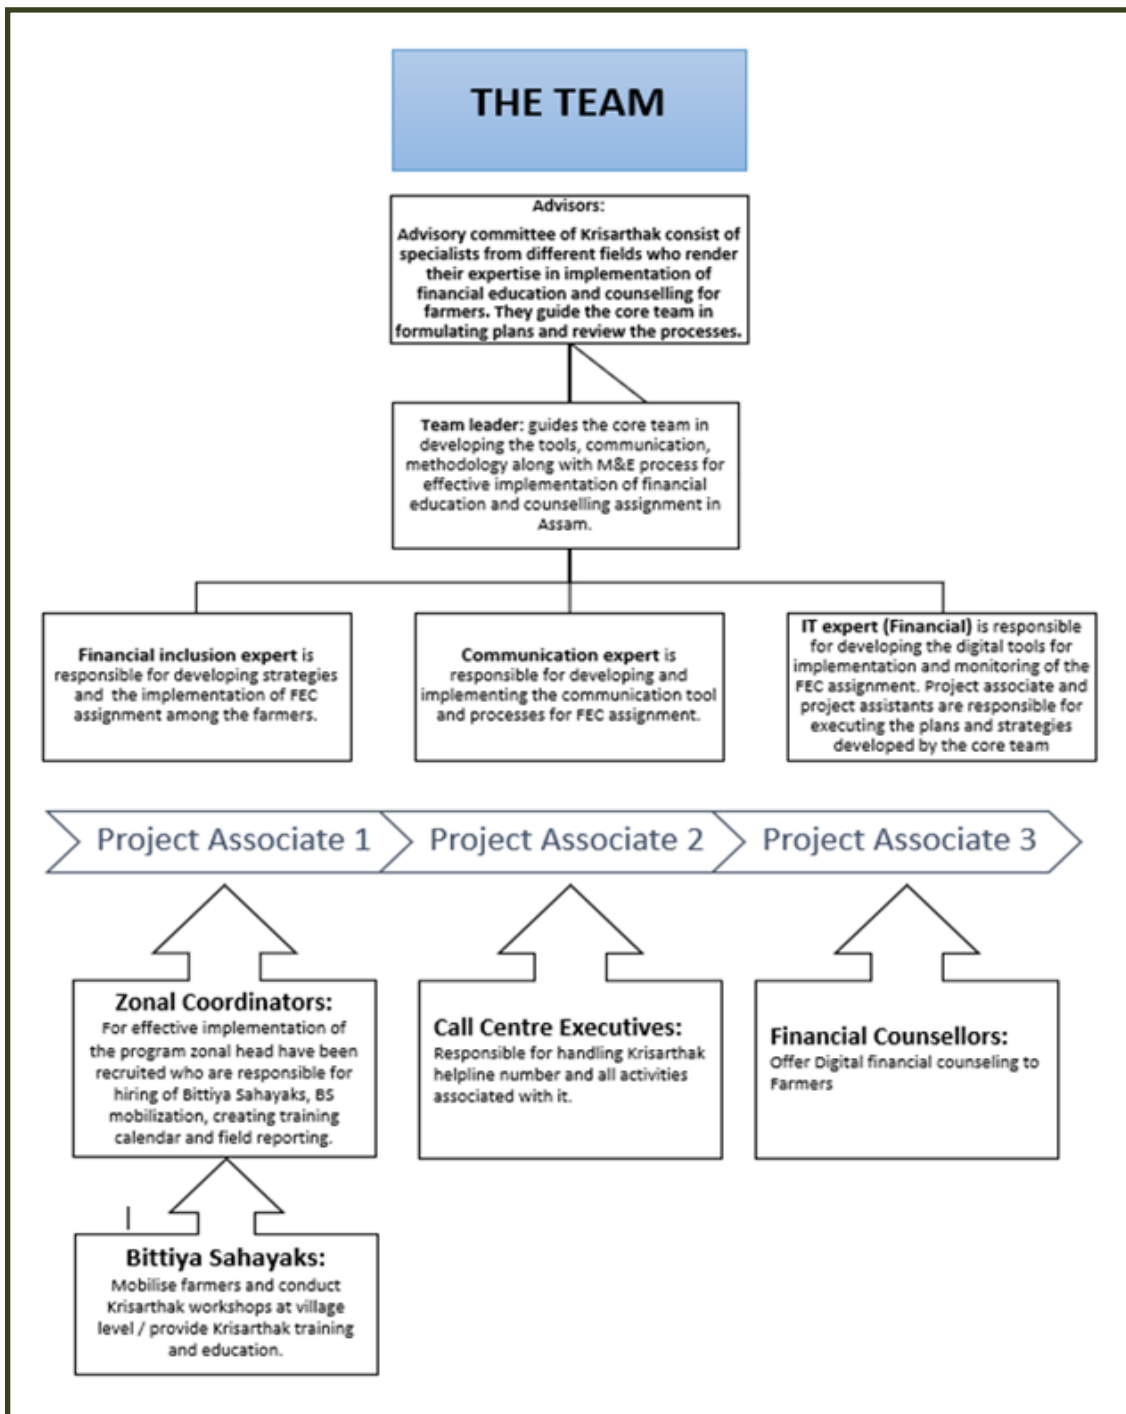 THE TEAM
Advisors:
Advisory committee of Krisarthak consist of
specialists from different fields who render
their expertise in implementation of
financial education and counselling for
farmers. They guide the core team in
formulating plans and review the processes.
Team leader: guides the core team in
developing the tools, communication,
methodology along with M&E process for
effective implementation of financial
education and counselling assignment in
Assam.
Financial inclusion expert is
responsible for developing strategies
and the implementation of FEC
assignment among the farmers.
Communication expert is
responsible for developing and
implementing the communication tool
and processes for FEC assignment.
IT expert (Financial) is responsible
for developing the digital tools for
implementation and monitoring of the
FEC assignment. Project associate and
project assistants are responsible for
executing the plans and strategies
developed by the core team
Project Associate 1
Project Associate 2
Project Associate 3
Zonal Coordinators:
For effective implementation of
the program zonal head have been
recruited who are responsible for
hiring of Bittiya Sahayaks, BS
mobilization, creating training
calendar and field reporting.
Call Centre Executives:
Responsible for handling Krisarthak
helpline number and all activities
associated with it.
Financial Counsellors:
Offer Digital financial counseling to
Farmers
Bittiya Sahayaks:
Mobilise farmers and conduct
Krisarthak workshops at village
level / provide Krisarthak training
and education.